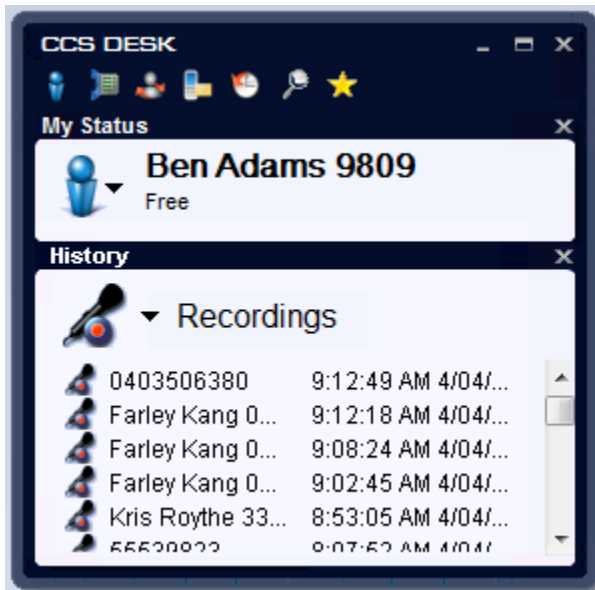 CCS DESK
My Status
Ben Adams 9809
Free
History
Recordings
0403506380 9:12:49 AM 4/04/...
Farley Kang 0... 9:12:18 AM 4/04/...
Farley Kang 0... 9:08:24 AM 4/04/...
Farley Kang 0... 9:02:45 AM 4/04/...
Kris Roythe 33... 8:53:05 AM 4/04/...